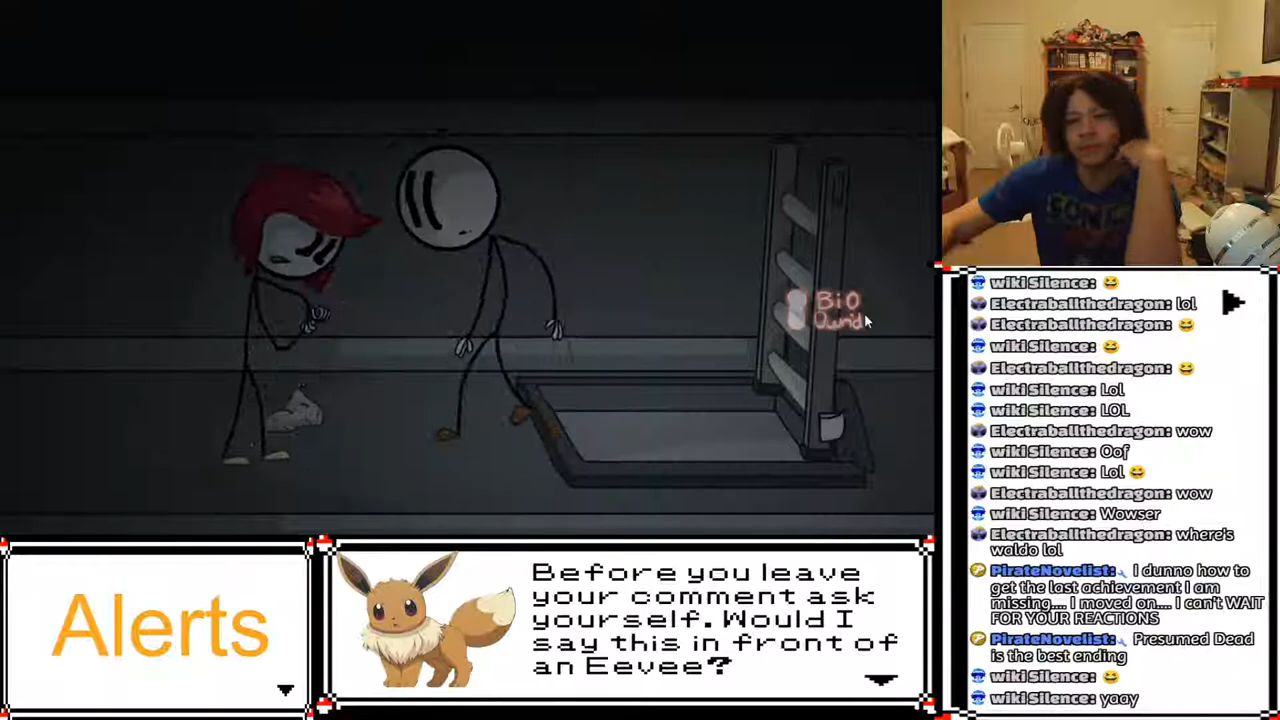 BiO
wiki Silence: 😆
Electraballthedragon: lol
Electraballthedragon: 😆
wiki Silence: 😆
Electraballthedragon: 😆
wiki Silence: Lol
wiki Silence: LOL
Electraballthedragon: wow
wiki Silence: Oof
wiki Silence: Lol 😆
Electraballthedragon: wow
wiki Silence: Wowser
Electraballthedragon: where's
waldo lol
PirateNovelist: I dunno how to
get the last achievement I am
missing.... I moved on.... I can't WAIT
FOR YOUR REACTIONS
PirateNovelist: Presumed Dead
is the best ending
wiki Silence: 😆
wiki Silence: yaay
Alerts
Before you leave
your comment ask
yourself. Would I
say this in front of
an Eevee?